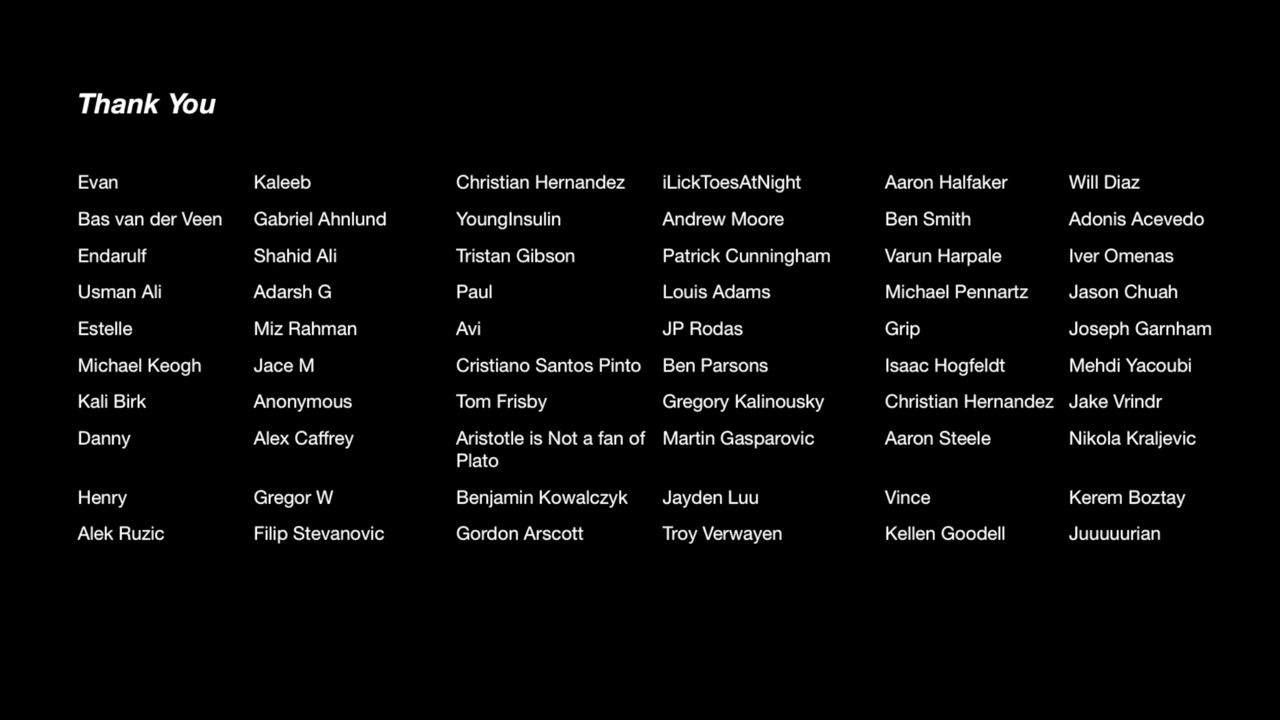 Thank You
Evan Kaleeb Christian Hernandez iLickToesAtNight Aaron Halfaker Will Diaz
Bas van der Veen Gabriel Ahnlund YoungInsulin Andrew Moore Ben Smith Adonis Acevedo
Endarulf Shahid Ali Tristan Gibson Patrick Cunningham Varun Harpale Iver Omenas
Usman Ali Adarsh G Paul Louis Adams Michael Pennartz Jason Chuah
Estelle Miz Rahman Avi JP Rodas Grip Joseph Garnham
Michael Keogh Jace M Cristiano Santos Pinto Ben Parsons Isaac Hogfeldt Mehdi Yacoubi
Kali Birk Anonymous Tom Frisby Gregory Kalinousky Christian Hernandez Jake Vrindr
Danny Alex Caffrey Aristotle is Not a fan of Martin Gasparovic Aaron Steele Nikola Kraljevic
Plato
Henry Gregor W Benjamin Kowalczyk Jayden Luu Vince Kerem Boztay
Alek Ruzic Filip Stevanovic Gordon Arscott Troy Verwayen Kellen Goodell Juuuuurian